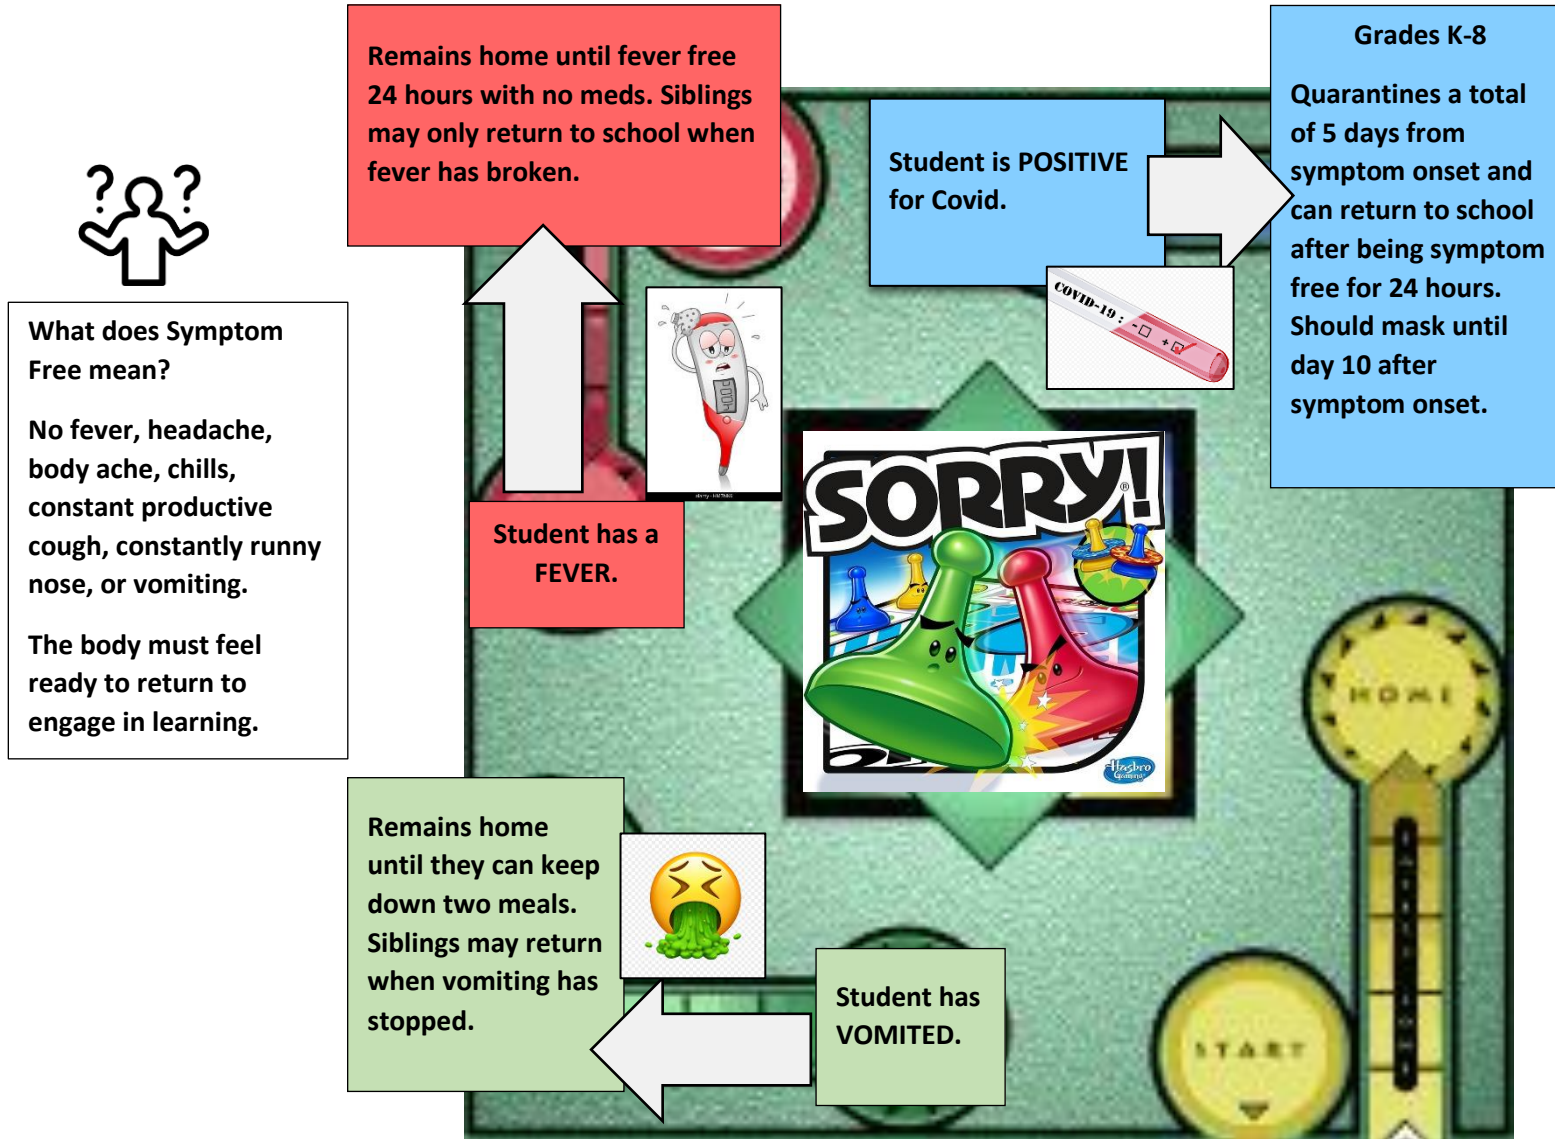 Remains home until fever free
24 hours with no meds. Siblings
may only return to school when
fever has broken.
Student is POSITIVE
for Covid.
Grades K-8
Quarantines a total
of 5 days from
symptom onset and
can return to school
after being symptom
free for 24 hours.
Should mask until
day 10 after
symptom onset.
? ?
What does Symptom
Free mean?
No fever, headache,
body ache, chills,
constant productive
cough, constantly runny
nose, or vomiting.
The body must feel
ready to return to
engage in learning.
COVID-19: - +
Student has a
FEVER.
SORRY!®
Hasbro
Gaming
HOME
Remains home
until they can keep
down two meals.
Siblings may return
when vomiting has
stopped.
Student has
VOMITED.
START